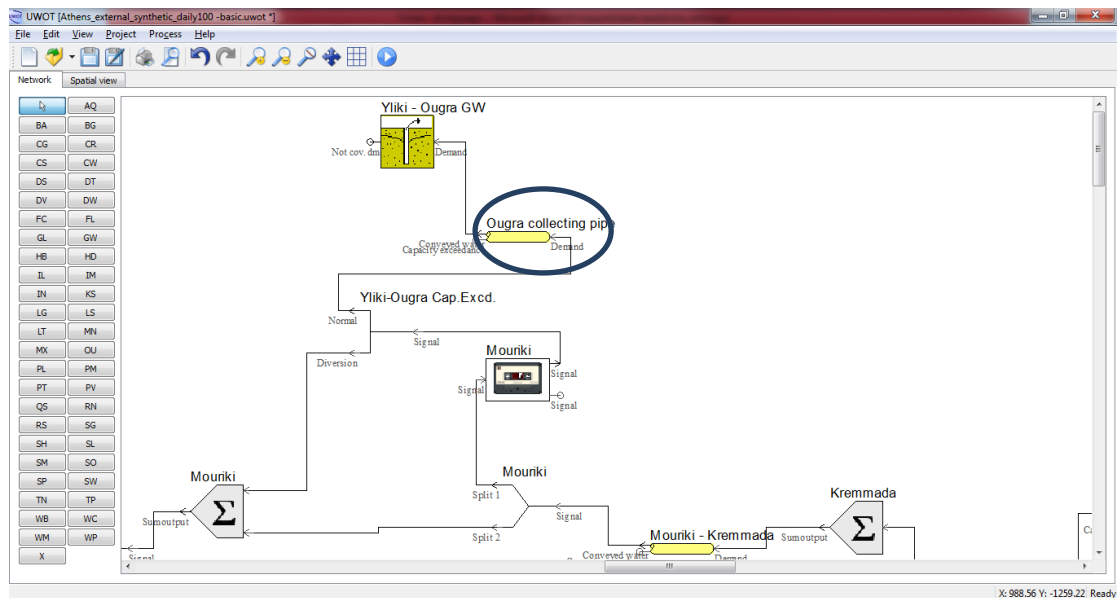 UWOT [Athens_external_synthetic_daily100 -basic.uwot *]
File Edit View Project Process Help
Network Spatial view
AQ
BA BG
CG CR
CS CW
DS DT
DV DW
FC FL
GL GW
HB HD
IL IM
IN KS
LG LS
LT MN
MX OU
PL PM
PT PV
QS RN
RS SG
SH SL
SM SO
SP SW
TN TP
WB WC
WM WP
X
Yliki - Ougra GW
Not cov. dm
Demand
Ougra collecting pipe
Conveyed water
Capacity exceedance
Demand
Yliki-Ougra Cap.Excd.
Normal
Signal
Diversion
Mouriki
Signal
Signal
Signal
Mouriki
Split 1
Signal
Split 2
Mouriki
Sumoutput
Signal
Kremmada
Sumoutput
Mouriki - Kremmada
Conveyed water
Demand
X: 988.56 Y: -1259.22 Ready